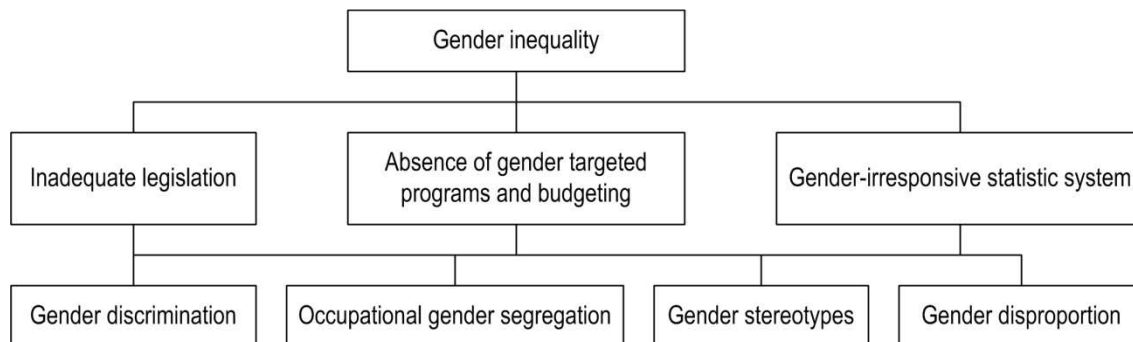 Gender inequality
Inadequate legislation
Absence of gender targeted
programs and budgeting
Gender-irresponsive statistic system
Gender discrimination
Occupational gender segregation
Gender stereotypes
Gender disproportion